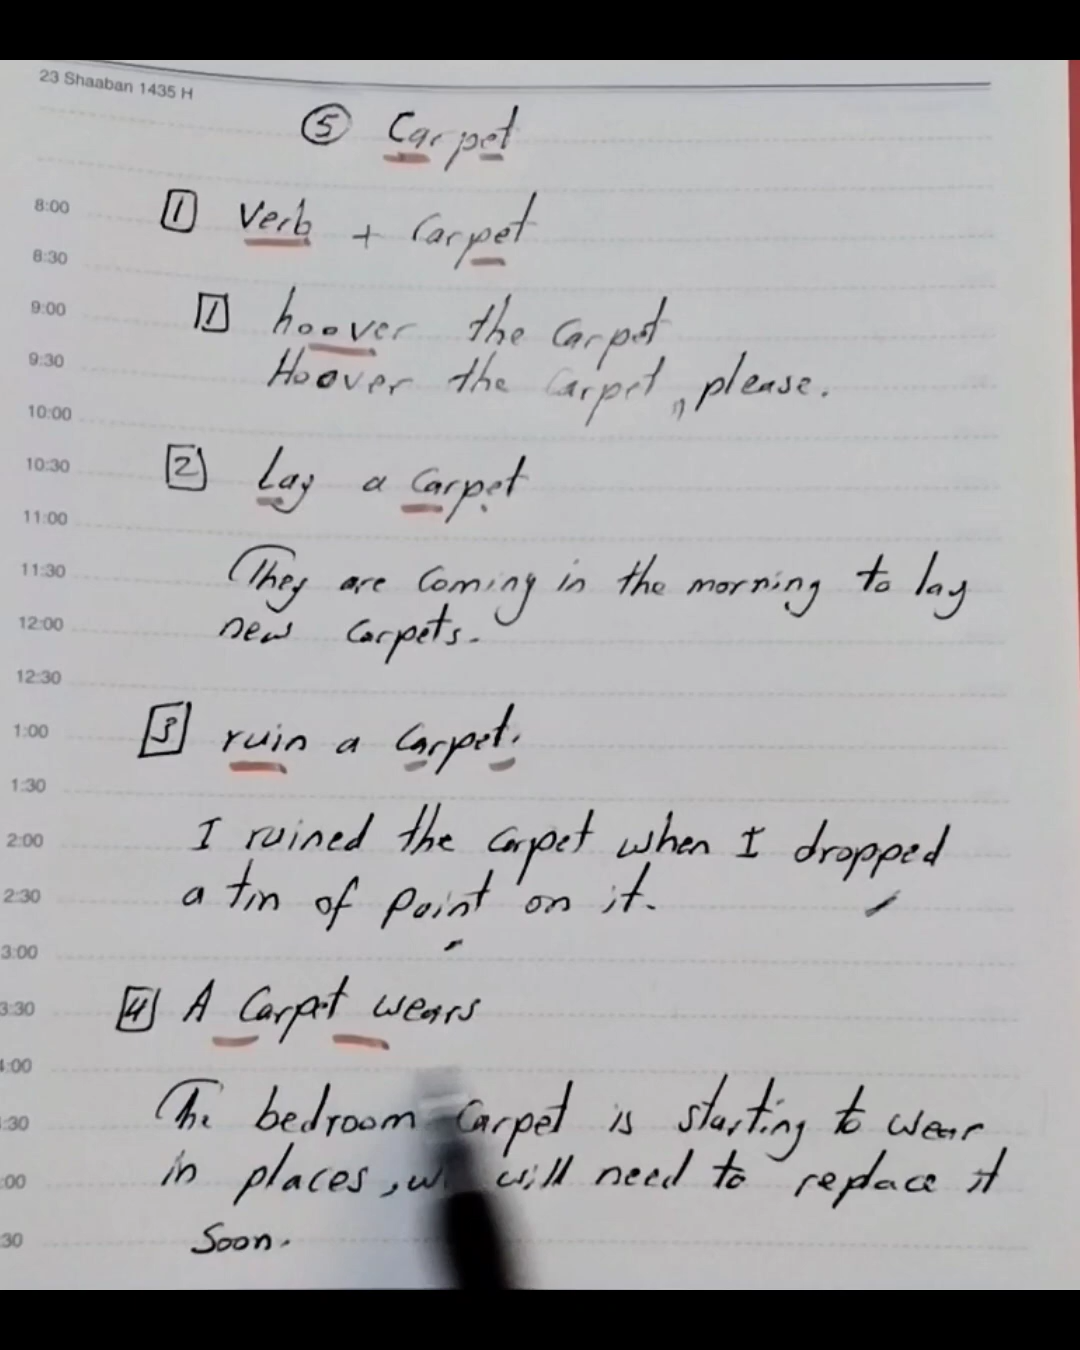 23 Shaaban 1435 H
⑤ Carpet
8:00
1 Verb + Carpet
8:30
9:00
1 hoover the carpet
9:30
Hoover the carpet, please.
10:00
10:30
2 Lay a carpet
11:00
11:30
They are coming in the morning to lay
12:00
new carpets.
12:30
1:00
3 ruin a carpet.
1:30
2:00
I ruined the carpet when I dropped
2:30
a tin of paint on it.
3:00
3:30
4 A Carpet wears
4:00
:30
The bedroom carpet is starting to wear
:00
in places, will need to replace it
30
Soon.